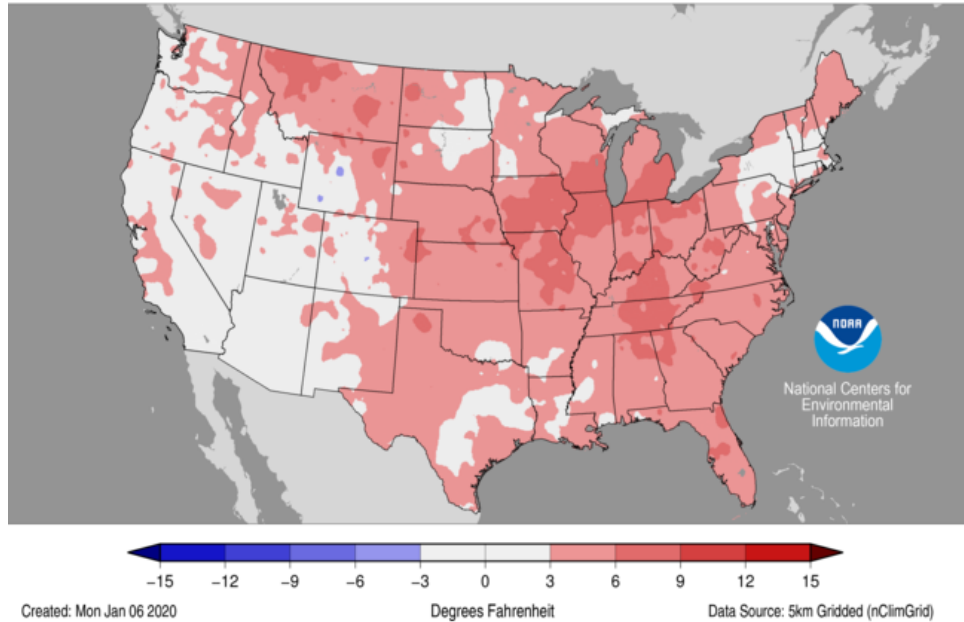 NOAA
National Centers for
Environmental
Information
−15 −12 −9 −6 −3 0 3 6 9 12 15
Created: Mon Jan 06 2020 Degrees Fahrenheit Data Source: 5km Gridded (nClimGrid)